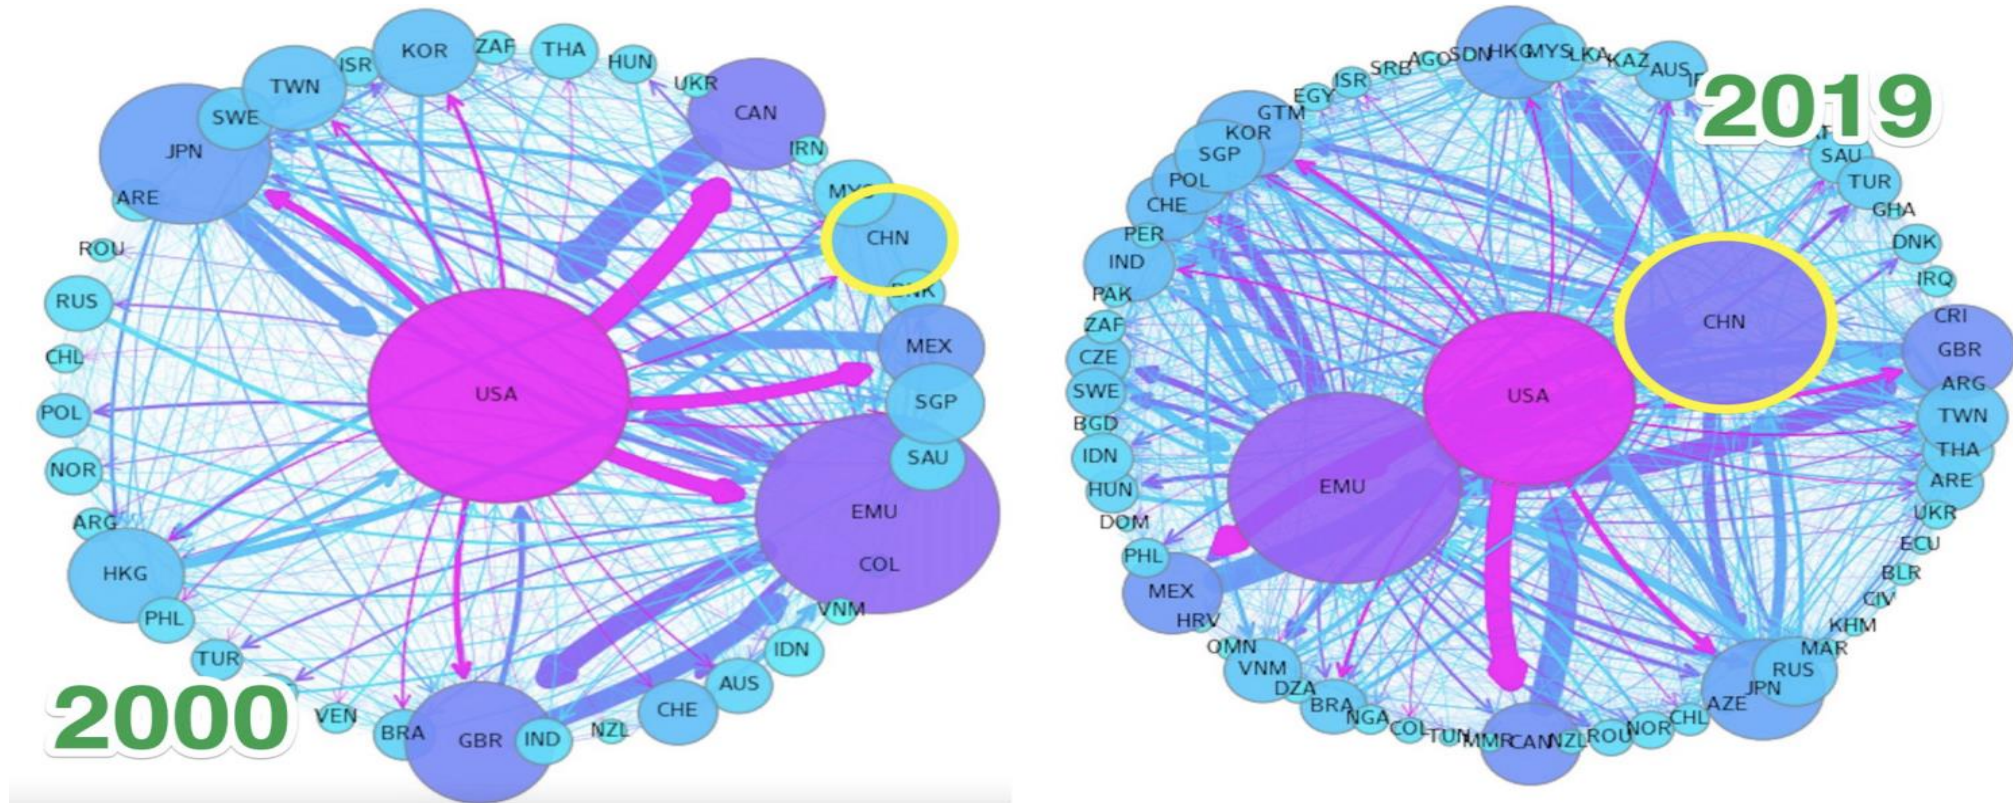 KOR
ZAF
THA
HUN
UKR
ISR
TWN
SWE
JPN
ARE
ROU
RUS
CHL
POL
NOR
ARG
HKG
PHL
TUR
VEN
BRA
GBR
IND
NZL
CHE
AUS
IDN
VNM
COL
EMU
SAU
SGP
MEX
CHN
IRN
CAN
USA
2000
HKG
MYS
LKA
KAZ
AUS
2019
SAU
TUR
GHA
DNK
IRQ
CRI
GBR
ARG
TWN
THA
ARE
UKR
ECU
BLR
CIV
KHM
MAR
RUS
JPN
AZE
CHL
NOR
ROU
NZL
CAN
MMR
TUN
COL
NGA
BRA
DZA
VNM
OMN
HRV
MEX
PHL
DOM
HUN
IDN
BGD
SWE
CZE
ZAF
PAK
IND
PER
CHE
POL
SGP
KOR
GTM
EGY
ISR
SRB
AGO
SDN
CHN
USA
EMU